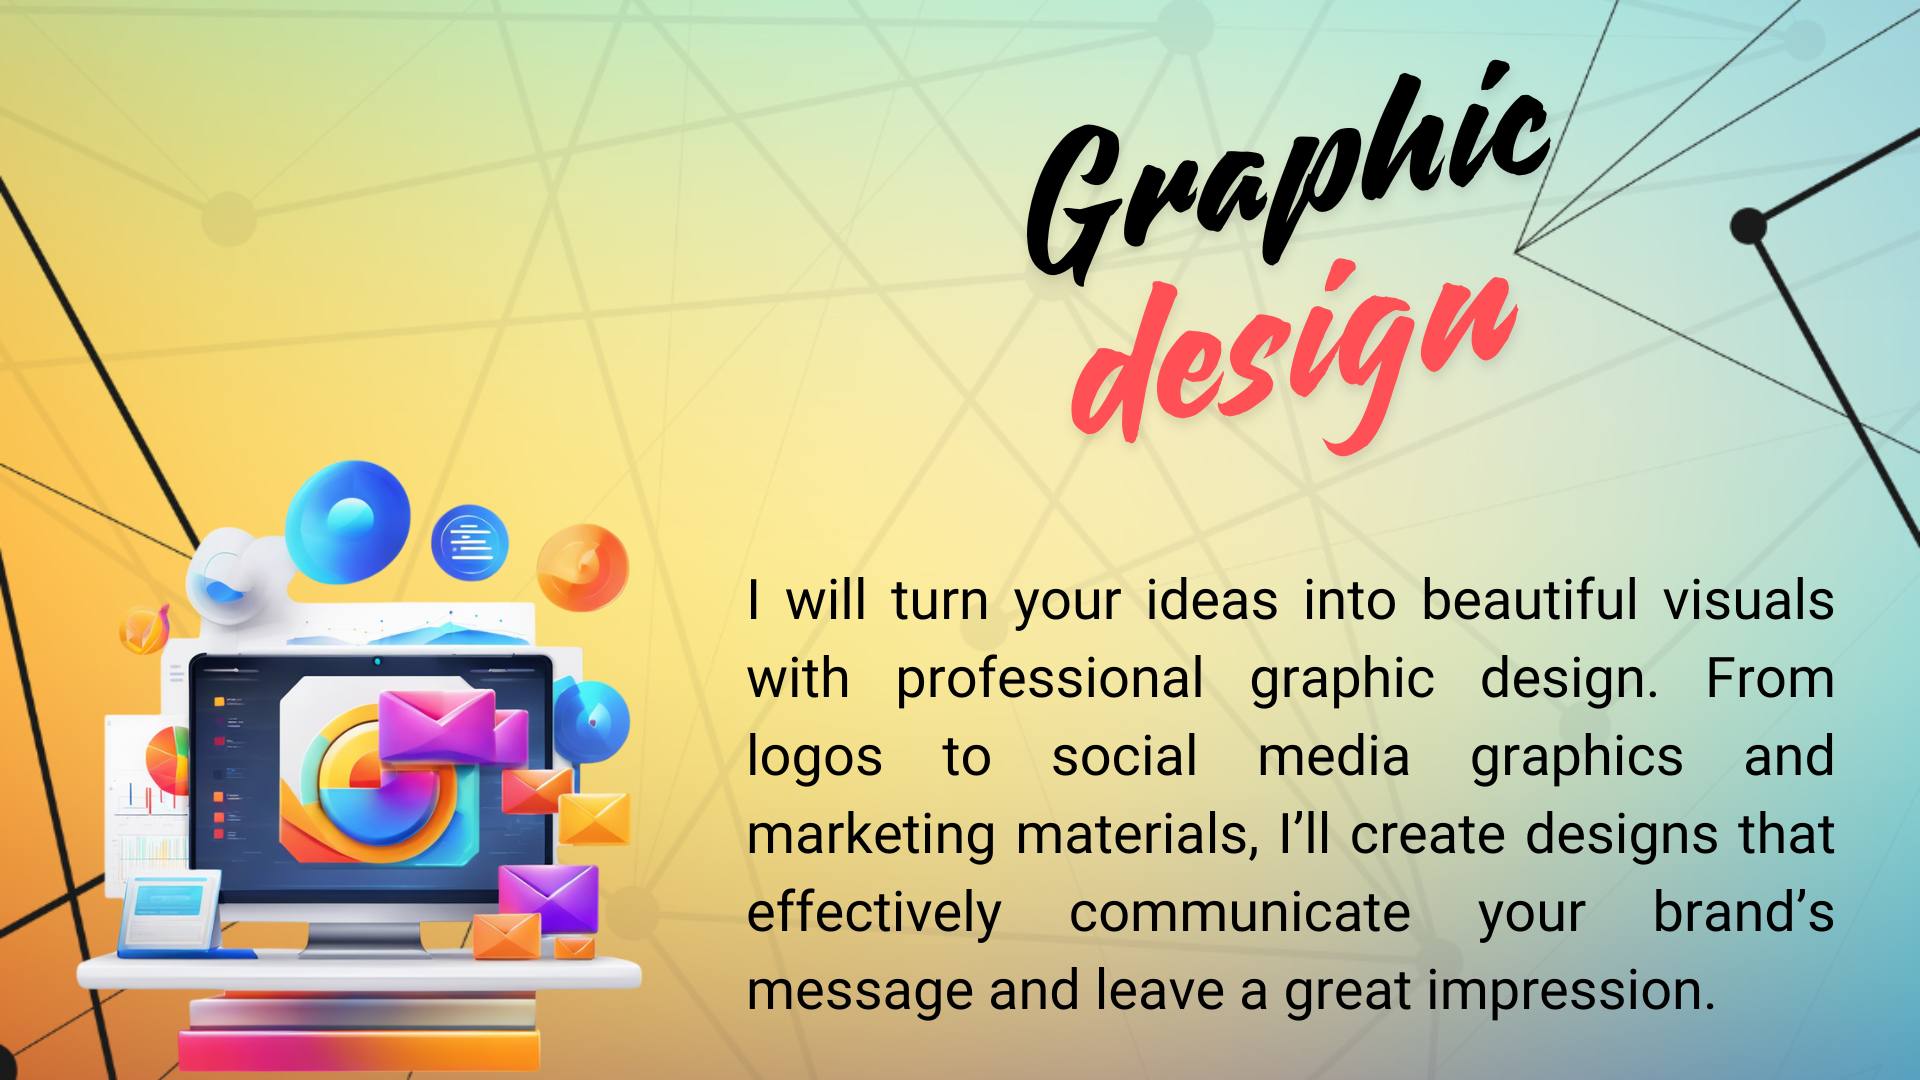 Graphic
design
I will turn your ideas into beautiful visuals
with professional graphic design. From
logos to social media graphics and
marketing materials, I’ll create designs that
effectively communicate your brand’s
message and leave a great impression.